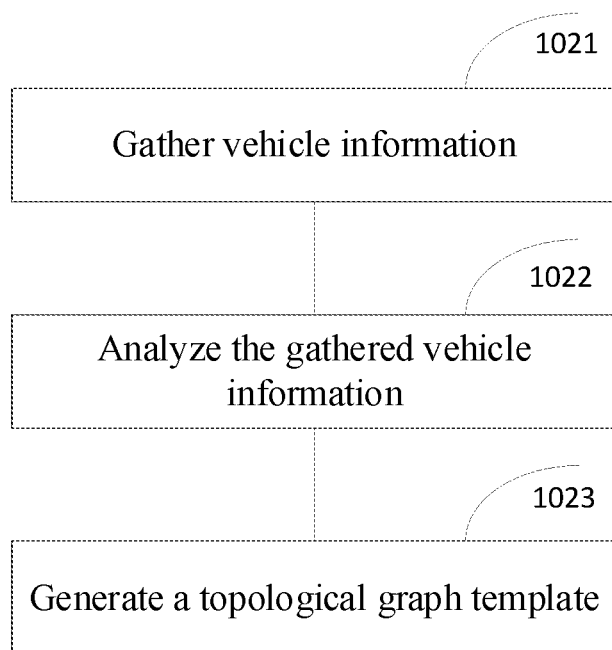 1021
Gather vehicle information
1022
Analyze the gathered vehicle
information
1023
Generate a topological graph template